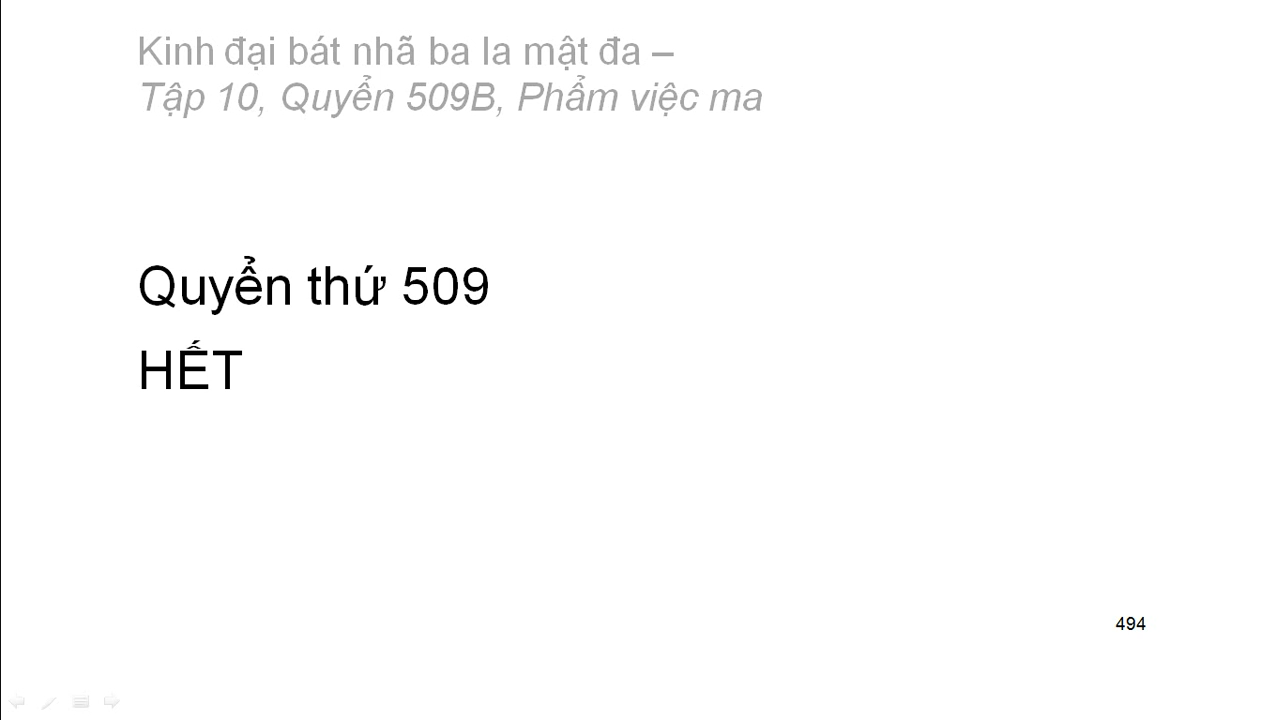 Kinh đại bát nhã ba la mật đa –
Tập 10, Quyển 509B, Phẩm việc ma
Quyển thứ 509
HẾT
494